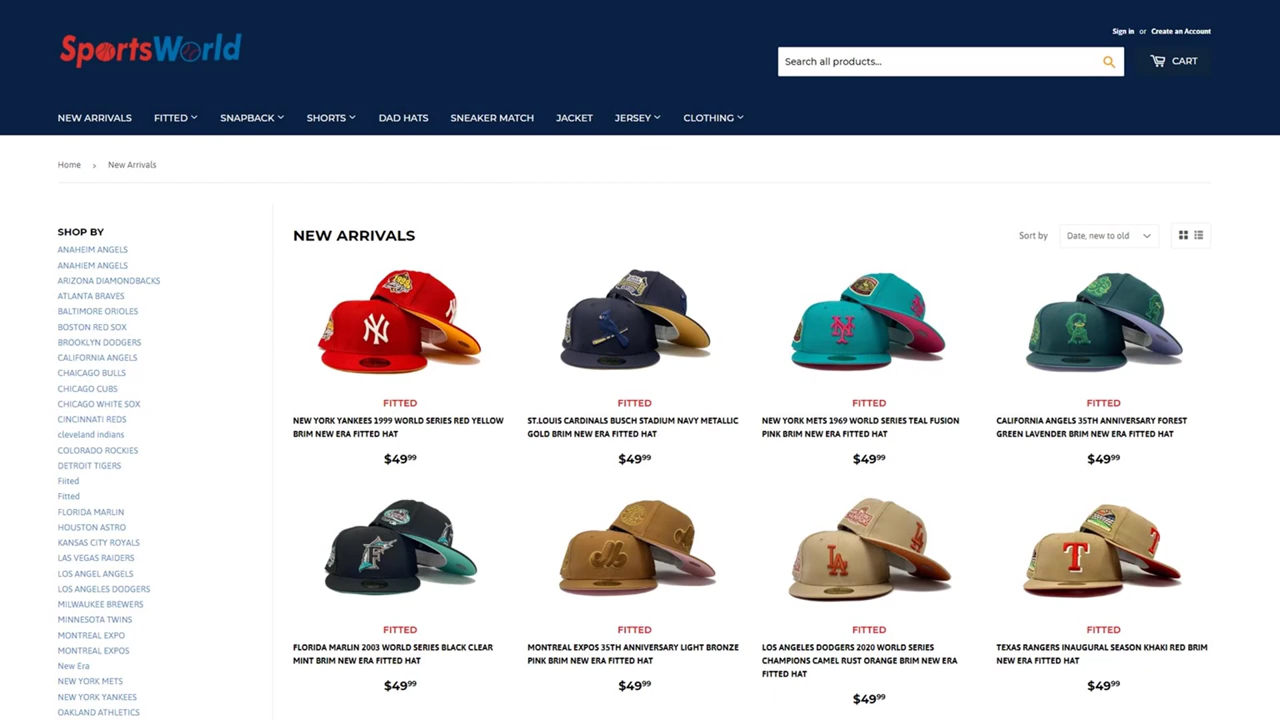 SportsWorld
Sign in or Create an Account
Search all products...
CART
NEW ARRIVALS FITTED SNAPBACK SHORTS DAD HATS SNEAKER MATCH JACKET JERSEY CLOTHING
Home › New Arrivals
SHOP BY
ANAHEIM ANGELS
ANAHIEM ANGELS
ARIZONA DIAMONDBACKS
ATLANTA BRAVES
BALTIMORE ORIOLES
BOSTON RED SOX
BROOKLYN DODGERS
CALIFORNIA ANGELS
CHAICAGO BULLS
CHICAGO CUBS
CHICAGO WHITE SOX
CINCINNATI REDS
cleveland indians
COLORADO ROCKIES
DETROIT TIGERS
Fiited
Fitted
FLORIDA MARLIN
HOUSTON ASTRO
KANSAS CITY ROYALS
LAS VEGAS RAIDERS
LOS ANGEL ANGELS
LOS ANGELES DODGERS
MILWAUKEE BREWERS
MINNESOTA TWINS
MONTREAL EXPO
MONTREAL EXPOS
New Era
NEW YORK METS
NEW YORK YANKEES
OAKLAND ATHLETICS
NEW ARRIVALS
Sort by
Date, new to old
NY
FITTED
NEW YORK YANKEES 1999 WORLD SERIES RED YELLOW
BRIM NEW ERA FITTED HAT
$49.99
FITTED
ST.LOUIS CARDINALS BUSCH STADIUM NAVY METALLIC
GOLD BRIM NEW ERA FITTED HAT
$49.99
NY
FITTED
NEW YORK METS 1969 WORLD SERIES TEAL FUSION
PINK BRIM NEW ERA FITTED HAT
$49.99
FITTED
CALIFORNIA ANGELS 35TH ANNIVERSARY FOREST
GREEN LAVENDER BRIM NEW ERA FITTED HAT
$49.99
F
FITTED
FLORIDA MARLIN 2003 WORLD SERIES BLACK CLEAR
MINT BRIM NEW ERA FITTED HAT
$49.99
FITTED
MONTREAL EXPOS 35TH ANNIVERSARY LIGHT BRONZE
PINK BRIM NEW ERA FITTED HAT
$49.99
LA
FITTED
LOS ANGELES DODGERS 2020 WORLD SERIES
CHAMPIONS CAMEL RUST ORANGE BRIM NEW ERA
FITTED HAT
$49.99
T
FITTED
TEXAS RANGERS INAUGURAL SEASON KHAKI RED BRIM
NEW ERA FITTED HAT
$49.99